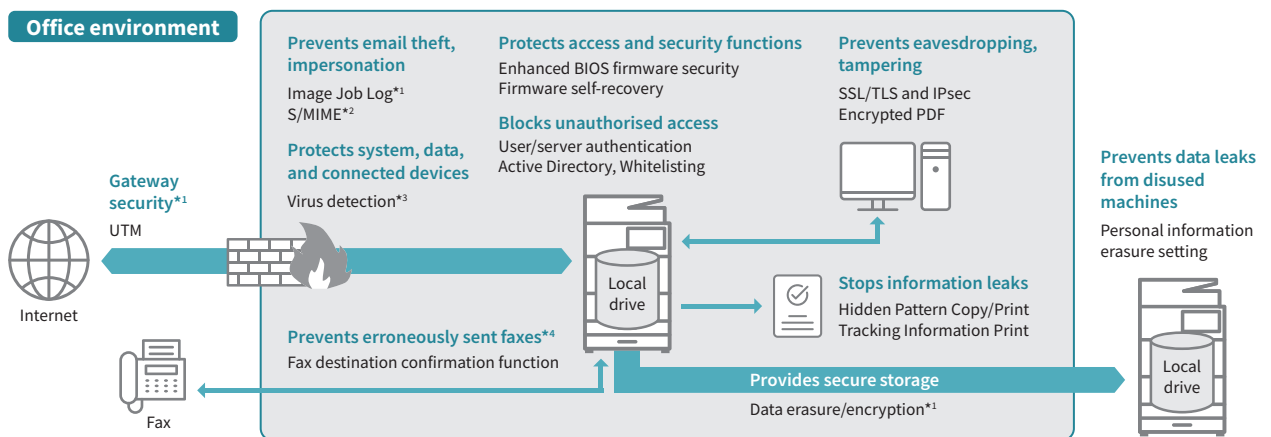 Office environment
Prevents email theft,
impersonation
Image Job Log*1
S/MIME*2
Protects system, data,
and connected devices
Virus detection*3
Protects access and security functions
Enhanced BIOS firmware security
Firmware self-recovery
Blocks unauthorised access
User/server authentication
Active Directory, Whitelisting
Prevents eavesdropping,
tampering
SSL/TLS and IPsec
Encrypted PDF
Gateway
security*1
UTM
Internet
Local
drive
Prevents data leaks
from disused
machines
Personal information
erasure setting
Stops information leaks
Hidden Pattern Copy/Print
Tracking Information Print
Prevents erroneously sent faxes*4
Fax destination confirmation function
Fax
Provides secure storage
Data erasure/encryption*1
Local
drive